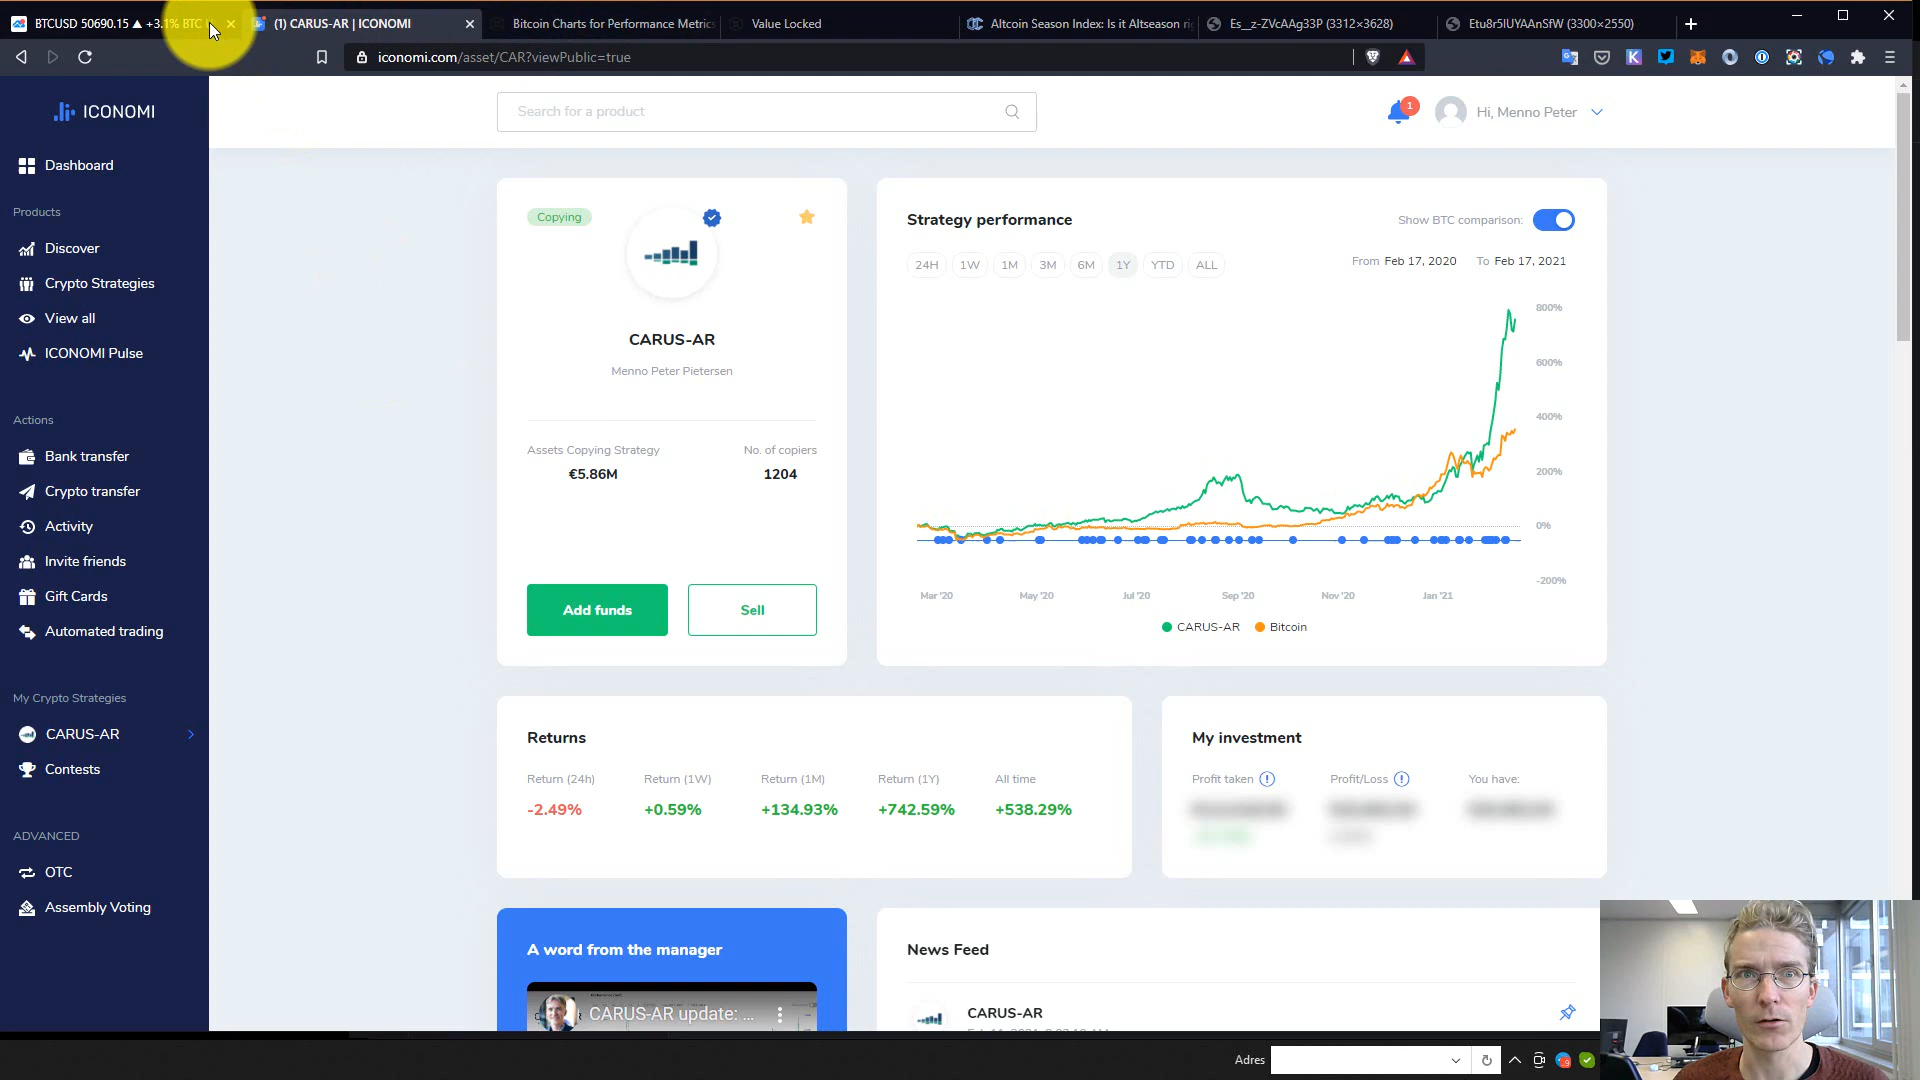 BTCUSD 50690.15 ▲ +3.1% BTC
(1) CARUS-AR | ICONOMI
Bitcoin Charts for Performance Metrics
Value Locked
Altcoin Season Index: Is it Altseason ri
Es__z-ZVcAAg33P (3312×3628)
Etu8r5lUYAAnSfW (3300×2550)
iconomi.com/asset/CAR?viewPublic=true
ICONOMI
Search for a product
1
Hi, Menno Peter
Dashboard
Products
Discover
Crypto Strategies
View all
ICONOMI Pulse
Actions
Bank transfer
Crypto transfer
Activity
Invite friends
Gift Cards
Automated trading
My Crypto Strategies
CARUS-AR
Contests
ADVANCED
OTC
Assembly Voting
Copying
CARUS-AR
Menno Peter Pietersen
Assets Copying Strategy
No. of copiers
€5.86M
1204
Add funds
Sell
Strategy performance
Show BTC comparison:
24H 1W 1M 3M 6M 1Y YTD ALL
From Feb 17, 2020 To Feb 17, 2021
800%
600%
400%
200%
0%
-200%
Mar '20 May '20 Jul '20 Sep '20 Nov '20 Jan '21
CARUS-AR Bitcoin
Returns
Return (24h) Return (1W) Return (1M) Return (1Y) All time
-2.49% +0.59% +134.93% +742.59% +538.29%
My investment
Profit taken Profit/Loss You have:
A word from the manager
CARUS-AR update: ...
News Feed
CARUS-AR
Adres